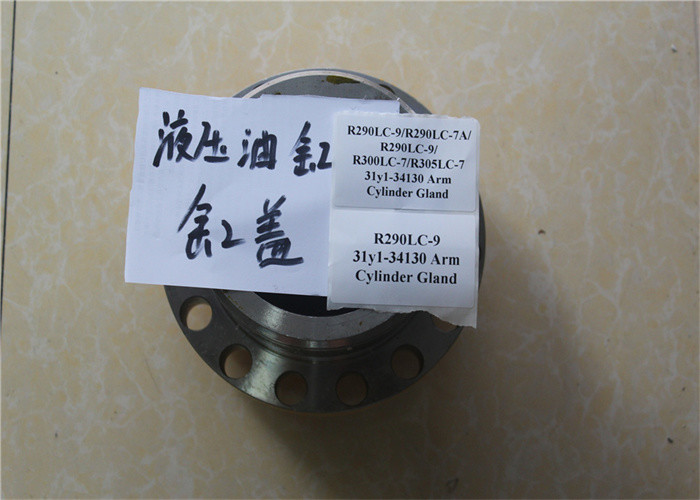 液压油缸
缸盖
R290LC-9/R290LC-7A/
R290LC-9/
R300LC-7/R305LC-7
31y1-34130 Arm
Cylinder Gland
R290LC-9
31y1-34130 Arm
Cylinder Gland